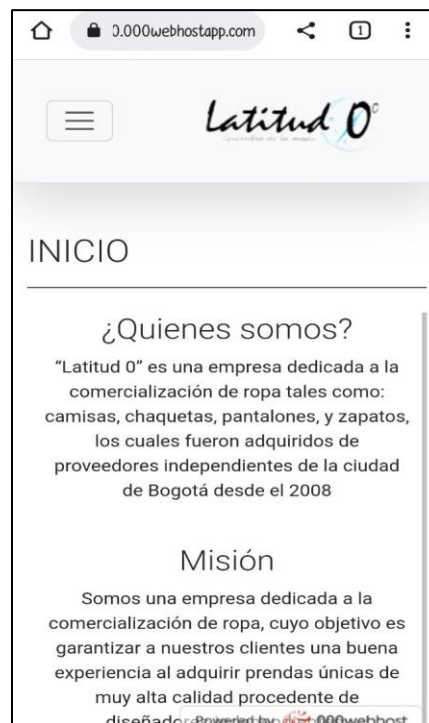 0.000webhostapp.com
1
Latitud 0°
INICIO
¿Quienes somos?
“Latitud 0” es una empresa dedicada a la
comercialización de ropa tales como:
camisas, chaquetas, pantalones, y zapatos,
los cuales fueron adquiridos de
proveedores independientes de la ciudad
de Bogotá desde el 2008
Misión
Somos una empresa dedicada a la
comercialización de ropa, cuyo objetivo es
garantizar a nuestros clientes una buena
experiencia al adquirir prendas únicas de
muy alta calidad procedente de
Powered by 000webhost